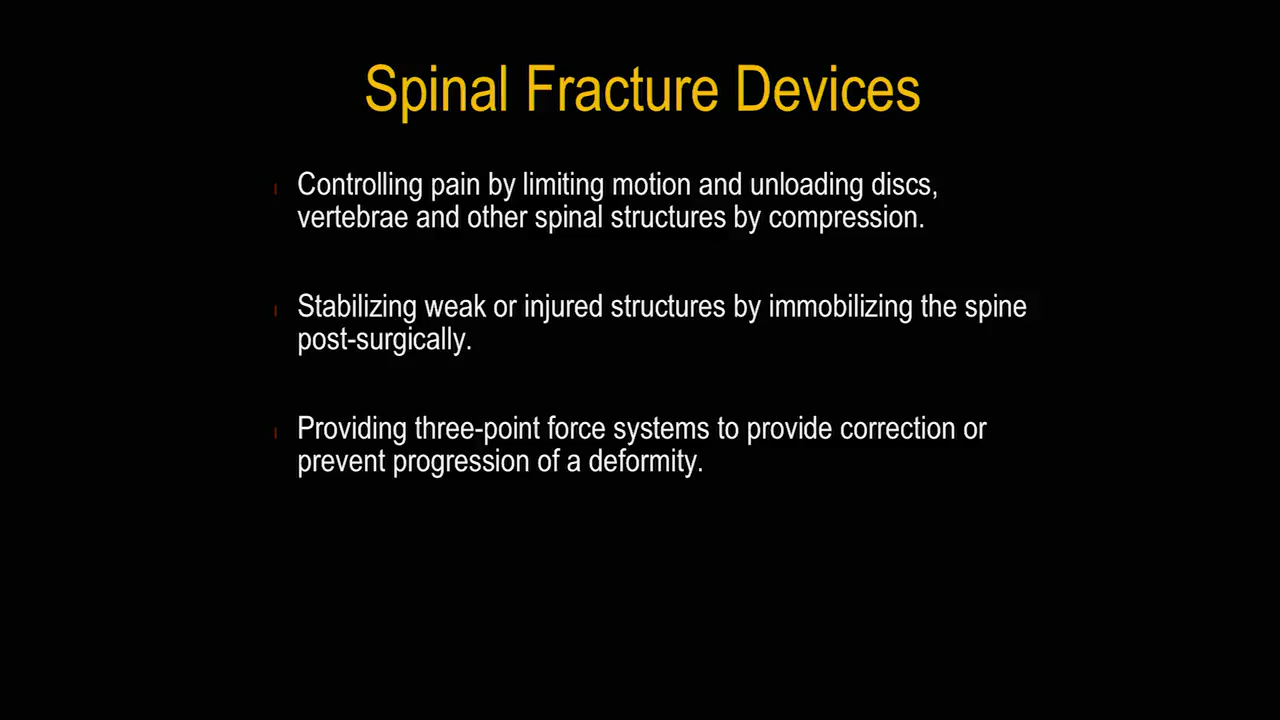 Spinal Fracture Devices
Controlling pain by limiting motion and unloading discs,
vertebrae and other spinal structures by compression.
Stabilizing weak or injured structures by immobilizing the spine
post-surgically.
Providing three-point force systems to provide correction or
prevent progression of a deformity.